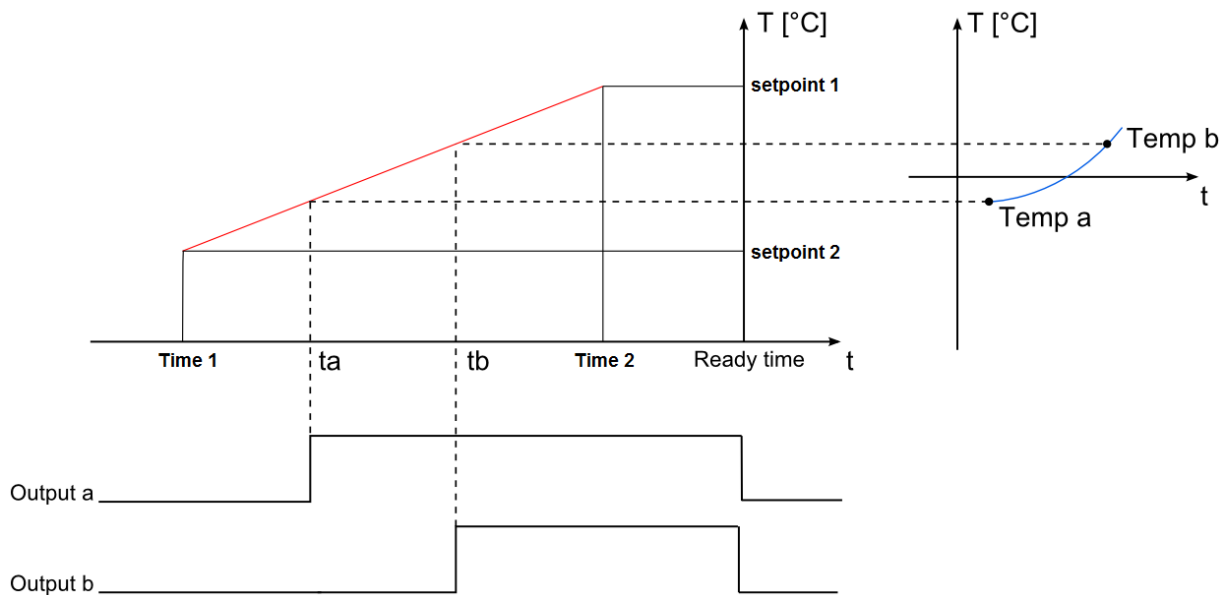 T [°C]
T [°C]
setpoint 1
Temp b
t
Temp a
setpoint 2
Time 1
ta
tb
Time 2
Ready time
t
Output a
Output b